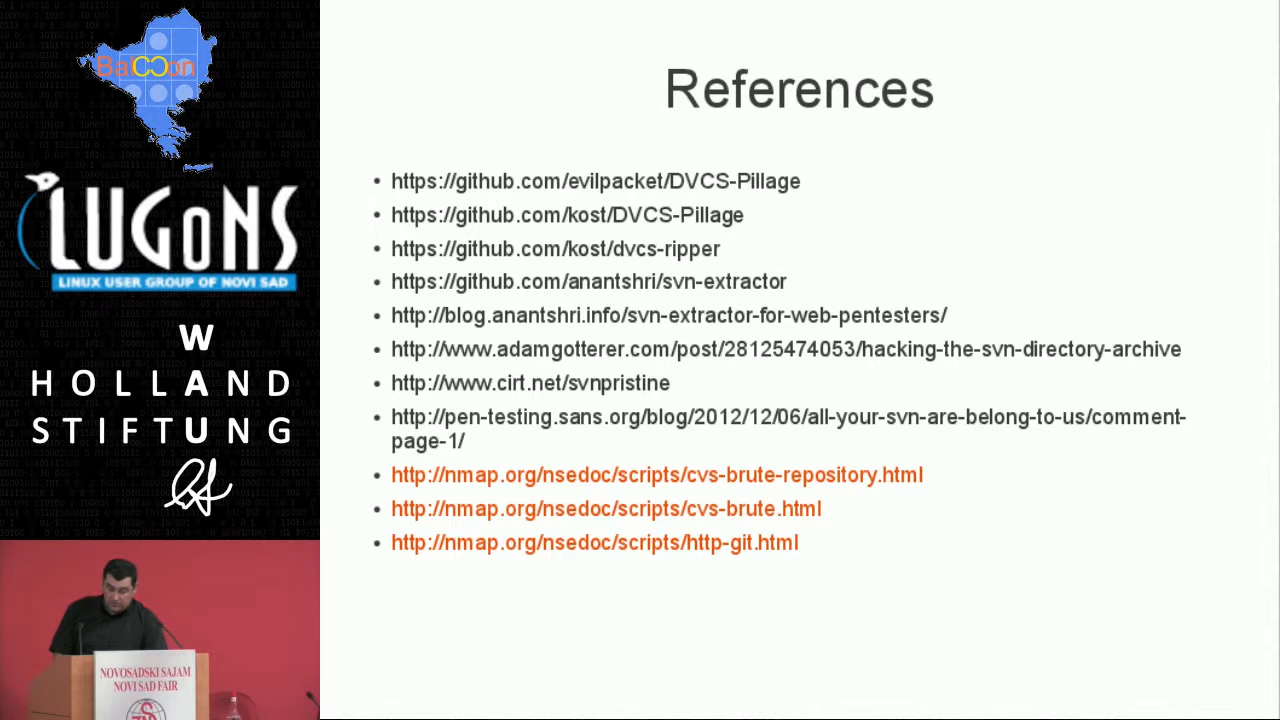 BalCCon
LUGoNS
LINUX USER GROUP OF NOVI SAD
W
HOLLAND
STIFTUNG
References
• https://github.com/evilpacket/DVCS-Pillage
• https://github.com/kost/DVCS-Pillage
• https://github.com/kost/dvcs-ripper
• https://github.com/anantshri/svn-extractor
• http://blog.anantshri.info/svn-extractor-for-web-pentesters/
• http://www.adamgotterer.com/post/28125474053/hacking-the-svn-directory-archive
• http://www.cirt.net/svnpristine
• http://pen-testing.sans.org/blog/2012/12/06/all-your-svn-are-belong-to-us/comment-
page-1/
• http://nmap.org/nsedoc/scripts/cvs-brute-repository.html
• http://nmap.org/nsedoc/scripts/cvs-brute.html
• http://nmap.org/nsedoc/scripts/http-git.html
NOVOSADSKI SAJAM
NOVI SAD FAIR